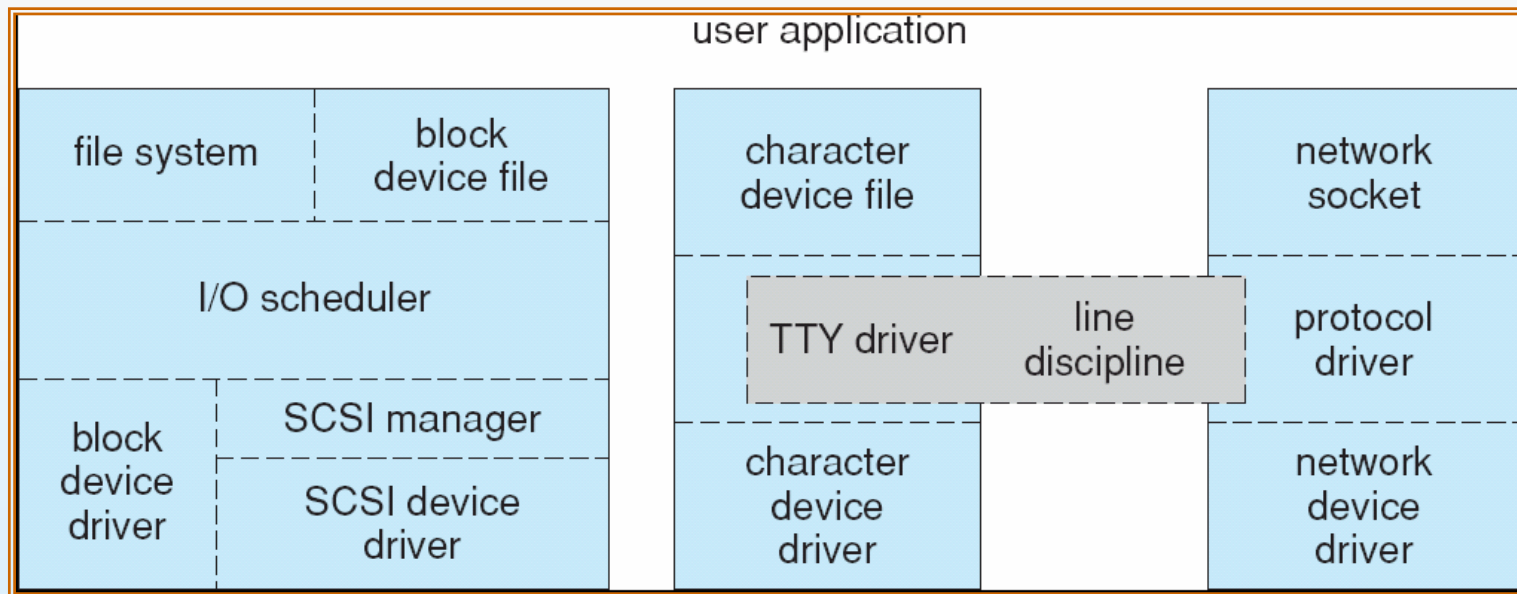 user application
file system
block
device file
I/O scheduler
block
device
driver
SCSI manager
SCSI device
driver
character
device file
TTY driver
line
discipline
character
device
driver
network
socket
protocol
driver
network
device
driver